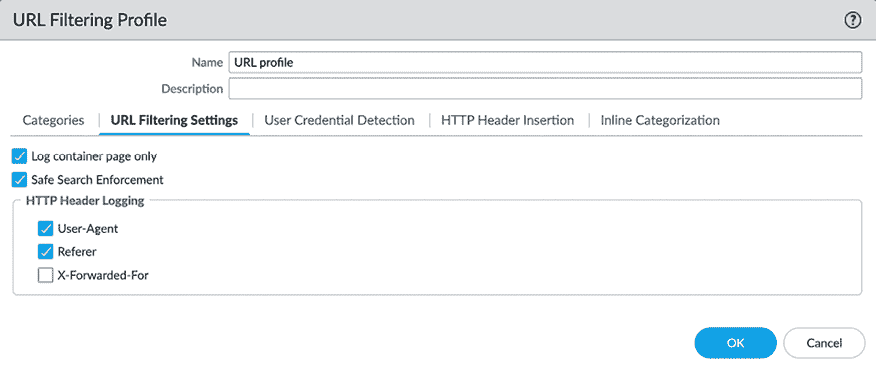 URL Filtering Profile
?
Name URL profile
Description
Categories URL Filtering Settings User Credential Detection HTTP Header Insertion Inline Categorization
Log container page only
Safe Search Enforcement
HTTP Header Logging
User-Agent
Referer
X-Forwarded-For
OK Cancel